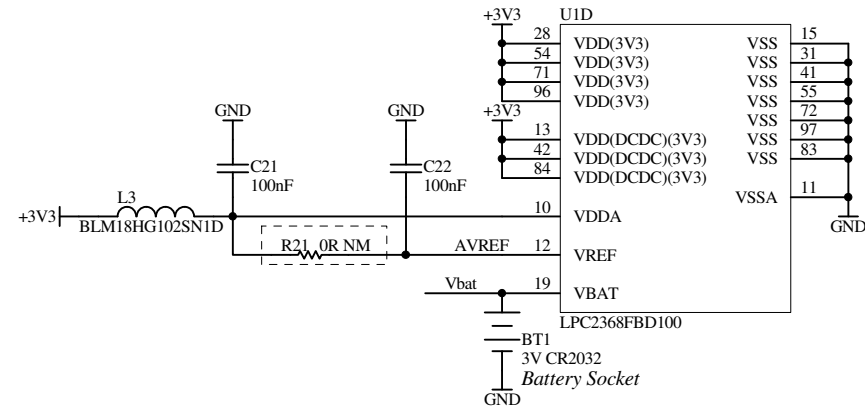 +3V3
U1D
28
VDD(3V3)
VSS
15
54
VDD(3V3)
VSS
31
71
VDD(3V3)
VSS
41
96
VDD(3V3)
VSS
55
VSS
72
+3V3
13
VDD(DCDC)(3V3)
VSS
97
42
VDD(DCDC)(3V3)
VSS
83
84
VDD(DCDC)(3V3)
VSSA
11
GND
GND
GND
C21
100nF
C22
100nF
L3
+3V3
BLM18HG102SN1D
10
VDDA
R21 0R NM
AVREF
12
VREF
Vbat
19
VBAT
LPC2368FBD100
BT1
3V CR2032
Battery Socket
GND